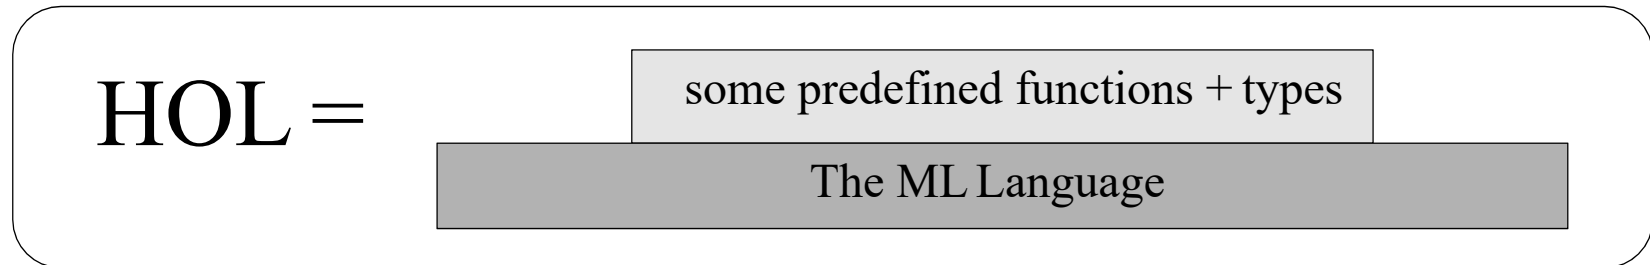 HOL =
some predefined functions + types
The ML Language